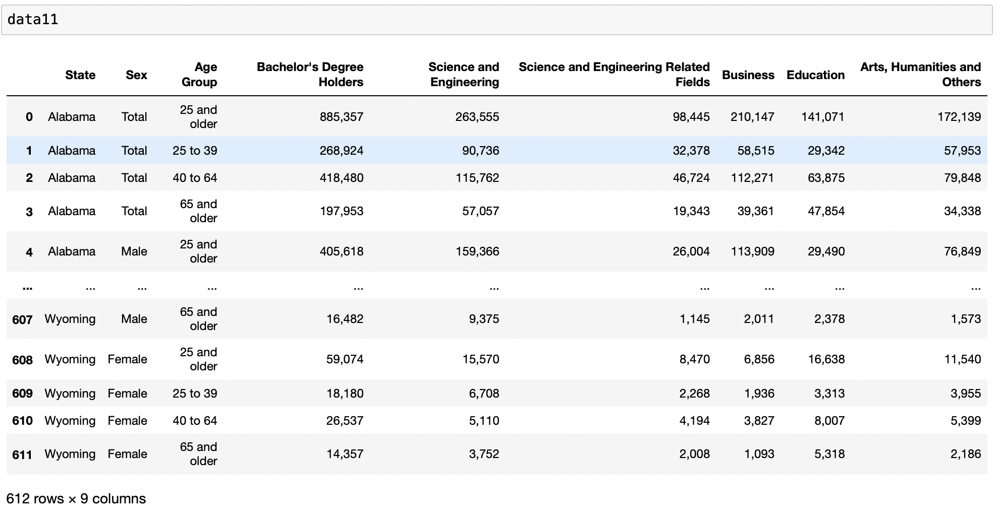 data11
State Sex Age Group Bachelor's Degree Holders Science and Engineering Science and Engineering Related Fields Business Education Arts, Humanities and Others
0 Alabama Total 25 and older 885,357 263,555 98,445 210,147 141,071 172,139
1 Alabama Total 25 to 39 268,924 90,736 32,378 58,515 29,342 57,953
2 Alabama Total 40 to 64 418,480 115,762 46,724 112,271 63,875 79,848
3 Alabama Total 65 and older 197,953 57,057 19,343 39,361 47,854 34,338
4 Alabama Male 25 and older 405,618 159,366 26,004 113,909 29,490 76,849
... ... ... ... ... ... ... ... ... ...
607 Wyoming Male 65 and older 16,482 9,375 1,145 2,011 2,378 1,573
608 Wyoming Female 25 and older 59,074 15,570 8,470 6,856 16,638 11,540
609 Wyoming Female 25 to 39 18,180 6,708 2,268 1,936 3,313 3,955
610 Wyoming Female 40 to 64 26,537 5,110 4,194 3,827 8,007 5,399
611 Wyoming Female 65 and older 14,357 3,752 2,008 1,093 5,318 2,186
612 rows × 9 columns